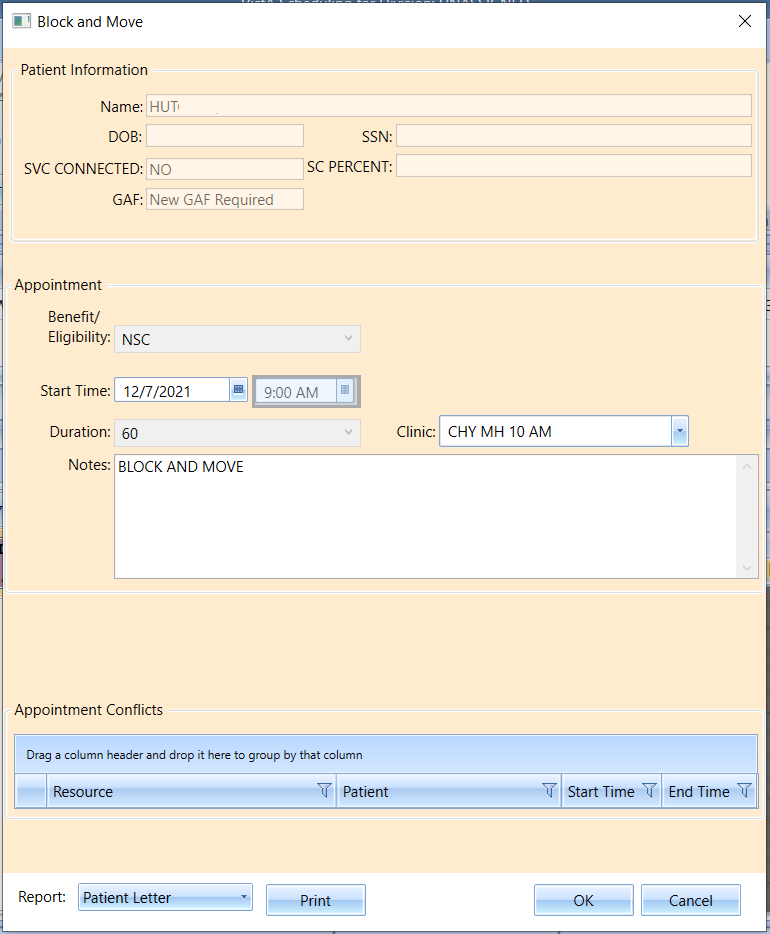 Block and Move
Patient Information
Name: HUT
DOB:
SSN:
SVC CONNECTED: NO
SC PERCENT:
GAF: New GAF Required
Appointment
Benefit/
Eligibility: NSC
Start Time: 12/7/2021 9:00 AM
Duration: 60
Clinic: CHY MH 10 AM
Notes: BLOCK AND MOVE
Appointment Conflicts
Drag a column header and drop it here to group by that column
Resource Patient Start Time End Time
Report: Patient Letter Print OK Cancel